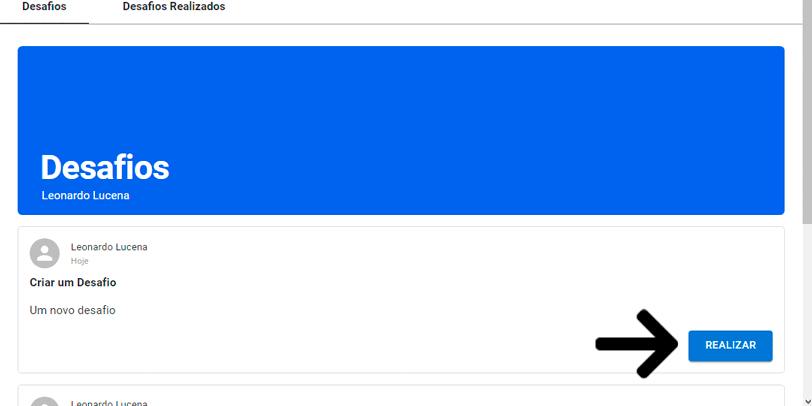 Desafios
Desafios Realizados
Desafios
Leonardo Lucena
Leonardo Lucena
Hoje
Criar um Desafio
Um novo desafio
REALIZAR
Leonardo Lucena